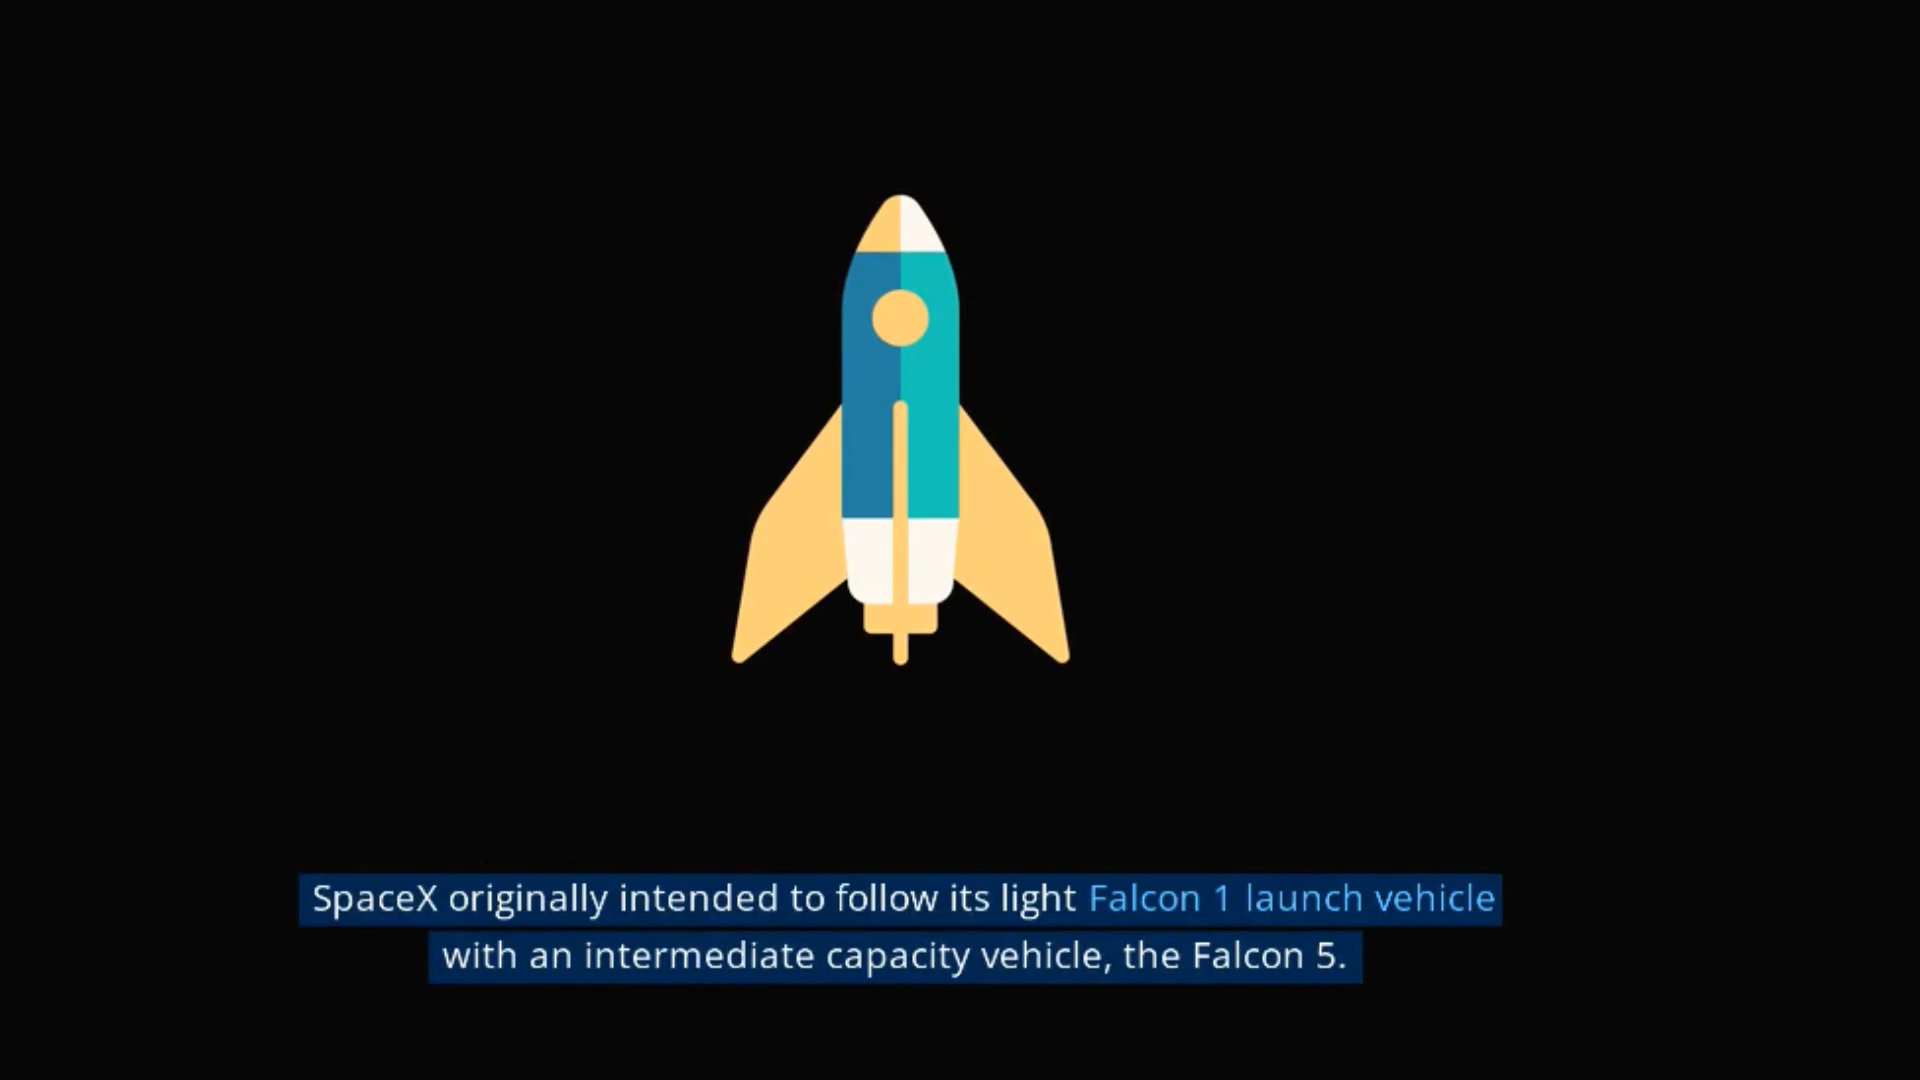 SpaceX originally intended to follow its light Falcon 1 launch vehicle
with an intermediate capacity vehicle, the Falcon 5.